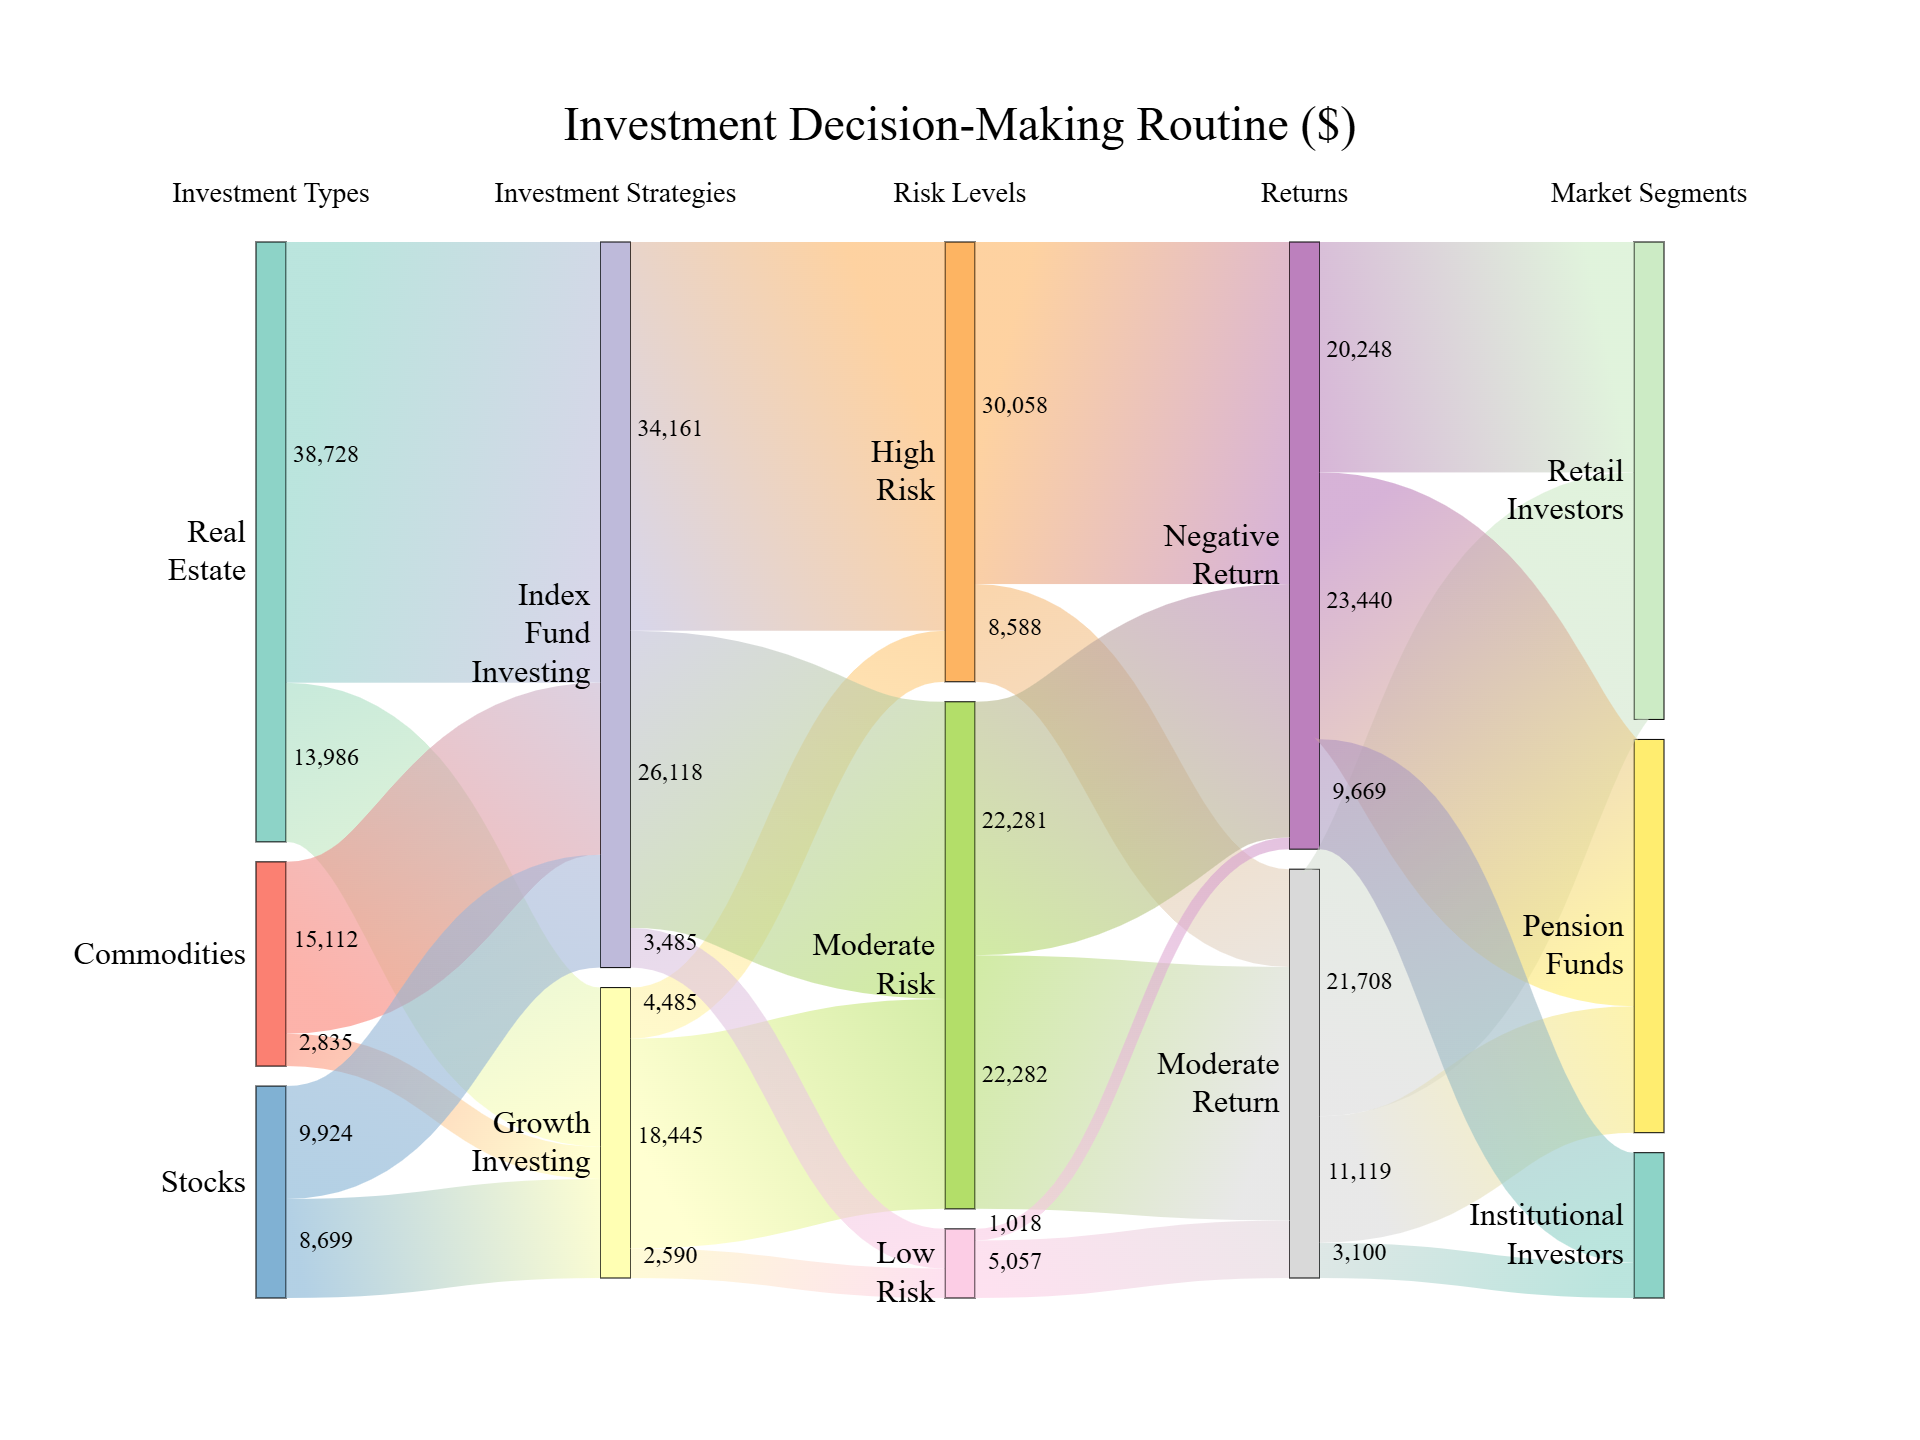 Investment Decision-Making Routine ($)
Investment Types
Investment Strategies
Risk Levels
Returns
Market Segments
Real
Estate
Commodities
Stocks
38,728
13,986
15,112
2,835
9,924
8,699
Index
Fund
Investing
Growth
Investing
34,161
26,118
3,485
4,485
18,445
2,590
High
Risk
Moderate
Risk
Low
Risk
30,058
8,588
22,281
22,282
1,018
5,057
Negative
Return
Moderate
Return
20,248
23,440
9,669
21,708
11,119
3,100
Retail
Investors
Pension
Funds
Institutional
Investors